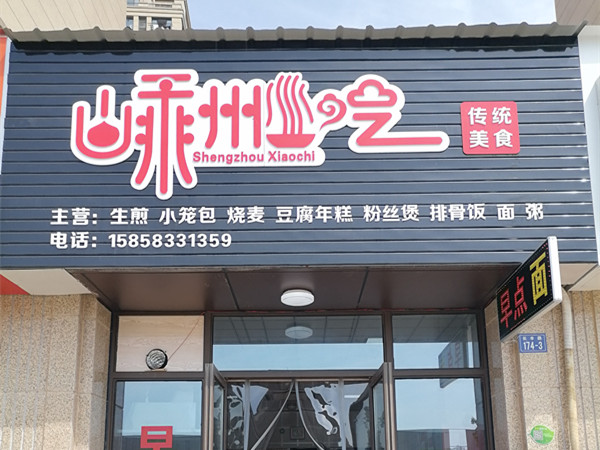 嵊州小吃
Shengzhou Xiaochi
传统
美食
主营：生煎 小笼包 烧麦 豆腐年糕 粉丝煲 排骨饭 面 粥
电话：15858331359
早点面
174-3
早